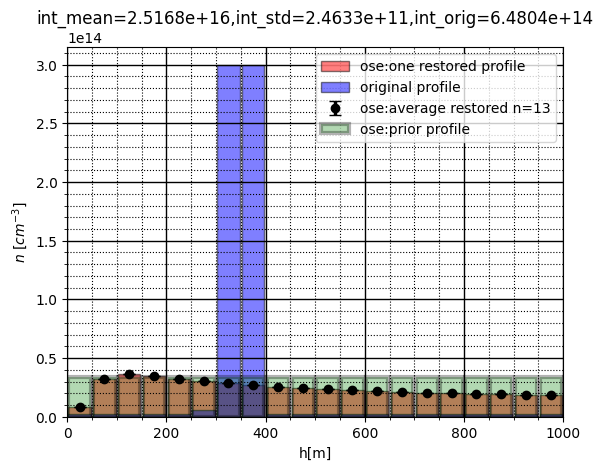 int_mean=2.5168e+16,int_std=2.4633e+11,int_orig=6.4804e+14
1e14
3.0
2.5
2.0
1.5
1.0
0.5
0.0
n [cm⁻³]
ose:one restored profile
original profile
ose:average restored n=13
ose:prior profile
0 200 400 600 800 1000
h[m]